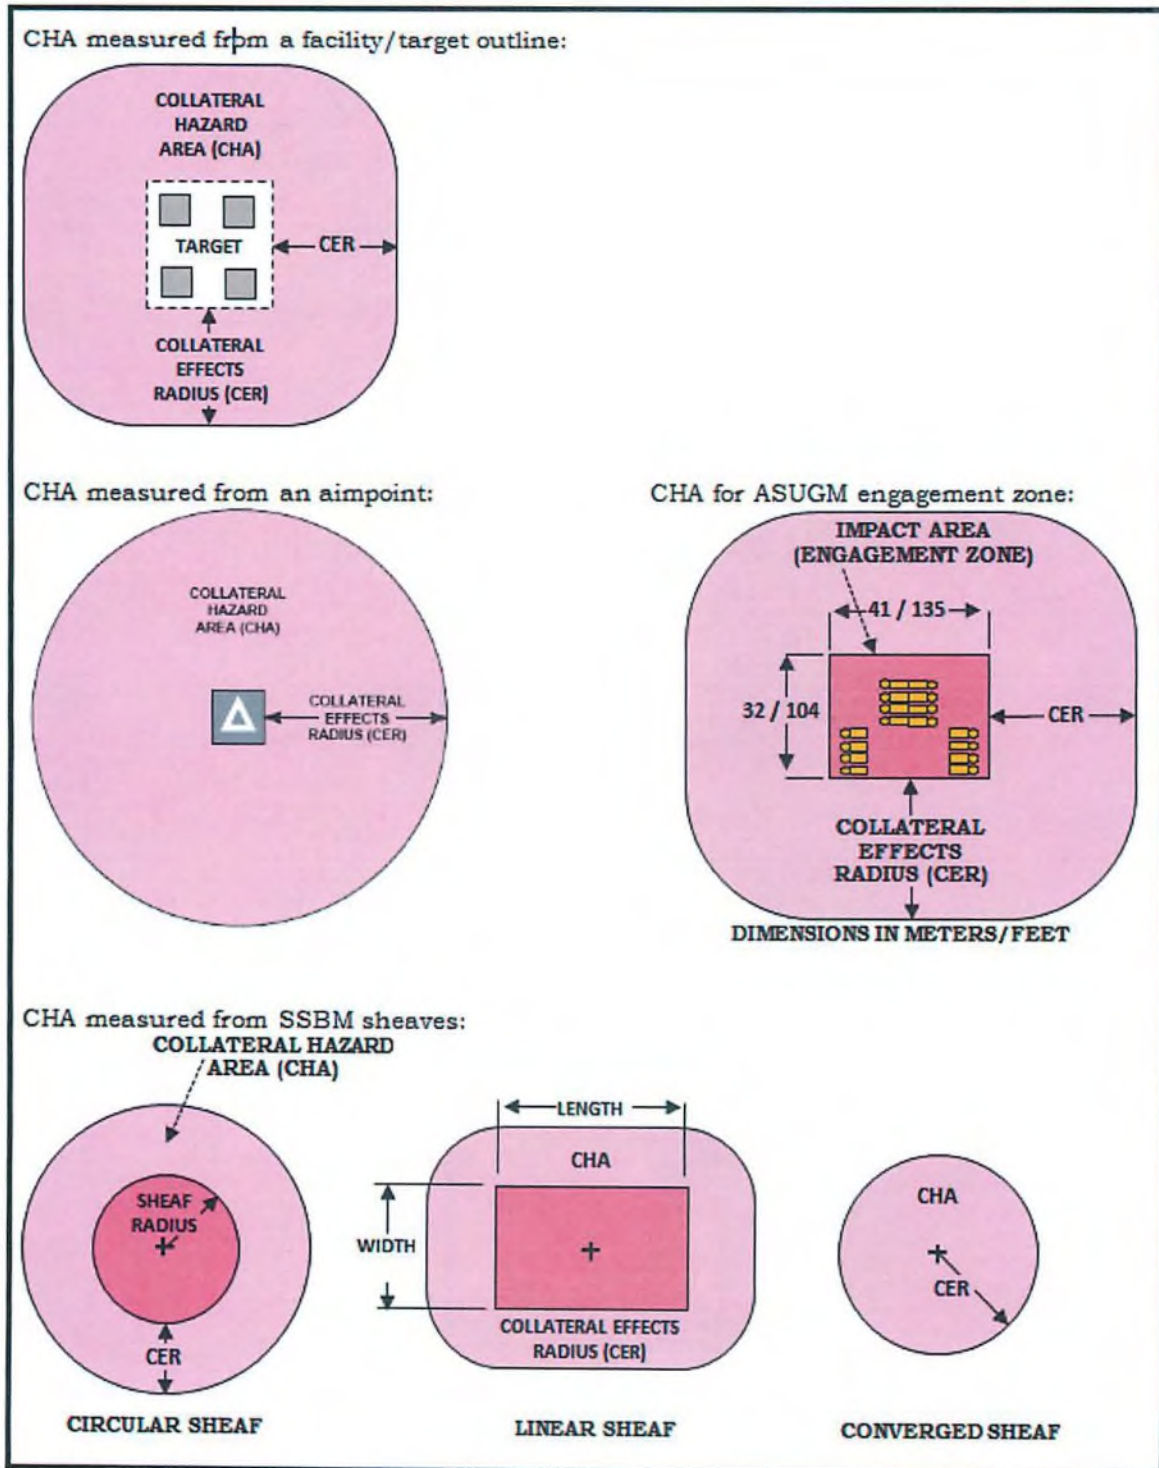 CHA measured from a facility/target outline:
COLLATERAL
HAZARD
AREA (CHA)
TARGET
CER
COLLATERAL
EFFECTS
RADIUS (CER)
CHA measured from an aimpoint:
COLLATERAL
HAZARD
AREA (CHA)
COLLATERAL
EFFECTS
RADIUS (CER)
CHA for ASUGM engagement zone:
IMPACT AREA
(ENGAGEMENT ZONE)
41 / 135
32 / 104
CER
COLLATERAL
EFFECTS
RADIUS (CER)
DIMENSIONS IN METERS/FEET
CHA measured from SSBM sheaves:
COLLATERAL HAZARD
AREA (CHA)
SHEAF
RADIUS
CER
CIRCULAR SHEAF
LENGTH
CHA
WIDTH
COLLATERAL EFFECTS
RADIUS (CER)
LINEAR SHEAF
CHA
CER
CONVERGED SHEAF